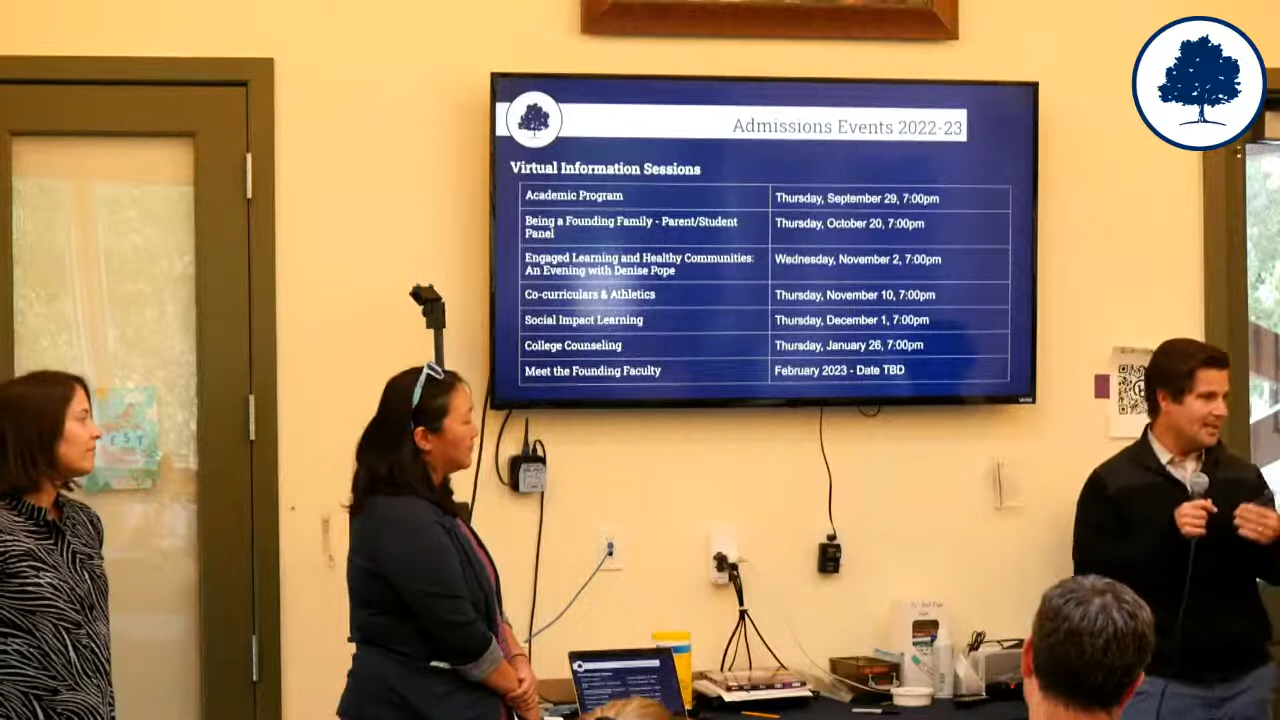 Admissions Events 2022-23
Virtual Information Sessions
Academic Program
Thursday, September 29, 7:00pm
Being a Founding Family - Parent/Student
Panel
Thursday, October 20, 7:00pm
Engaged Learning and Healthy Communities:
An Evening with Denise Pope
Wednesday, November 2, 7:00pm
Co-curriculars & Athletics
Thursday, November 10, 7:00pm
Social Impact Learning
Thursday, December 1, 7:00pm
College Counseling
Thursday, January 26, 7:00pm
Meet the Founding Faculty
February 2023 - Date TBD
VIZIO
EST